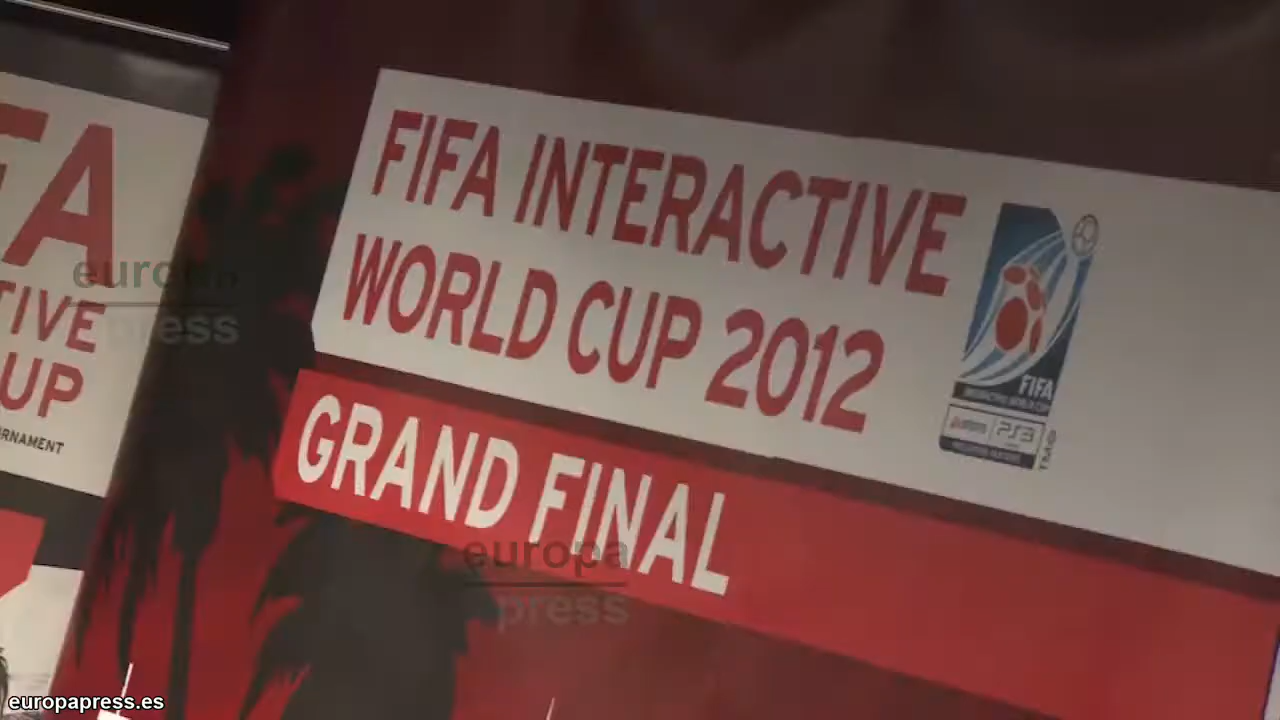 FA
TIVE
UP
RNAMENT
FIFA INTERACTIVE
WORLD CUP 2012
GRAND FINAL
FIFA
PS3
europa
press
europa
press
europapress.es